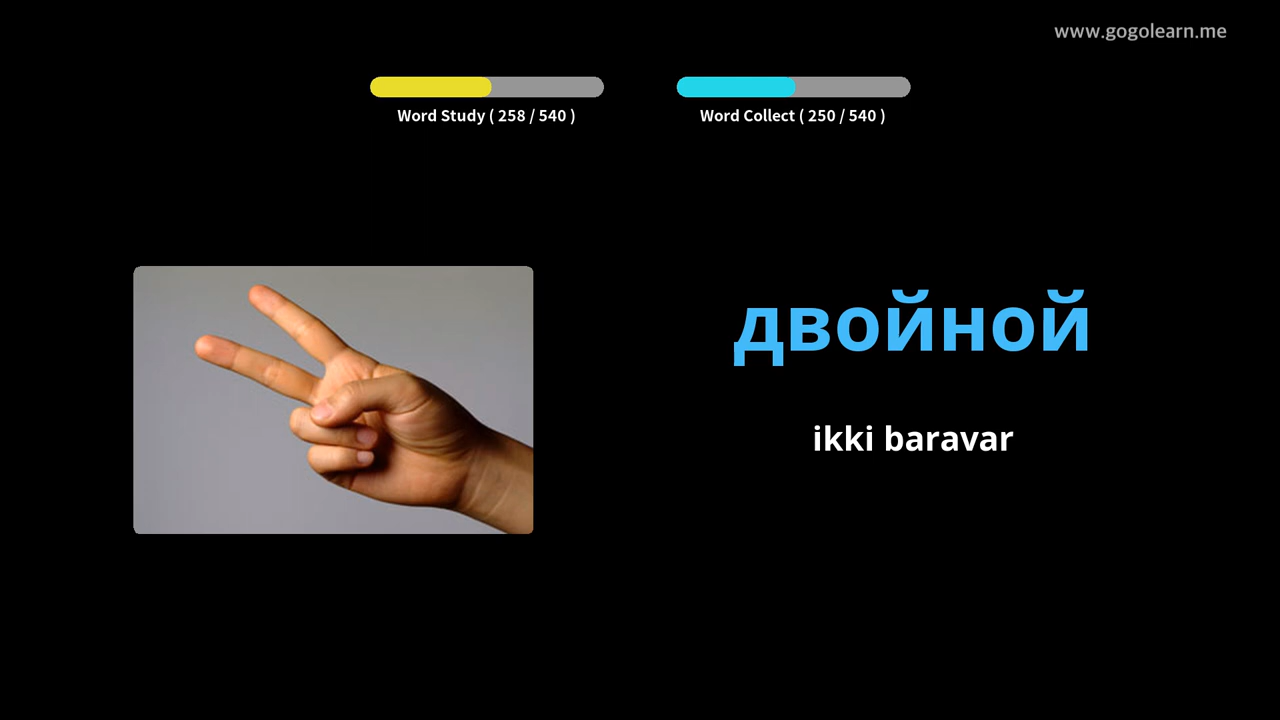 www.gogolearn.me
Word Study ( 258 / 540 )
Word Collect ( 250 / 540 )
двойной
ikki baravar